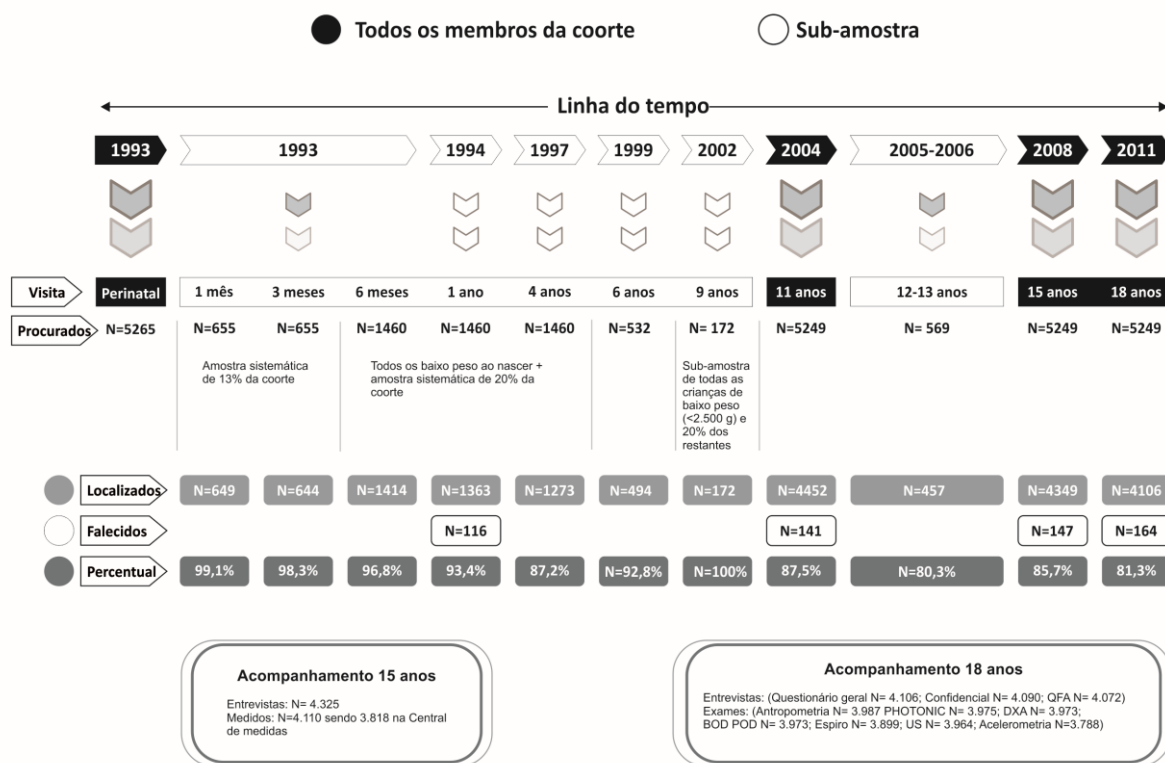 Todos os membros da coorte
Sub-amostra
Linha do tempo
1993
1993
1994
1997
1999
2002
2004
2005-2006
2008
2011
Visita
Perinatal
1 mês
3 meses
6 meses
1 ano
4 anos
6 anos
9 anos
11 anos
12-13 anos
15 anos
18 anos
Procurados
N=5265
N=655
N=655
N=1460
N=1460
N=1460
N=532
N= 172
N=5249
N= 569
N=5249
N=5249
Amostra sistemática
de 13% da coorte
Todos os baixo peso ao nascer +
amostra sistemática de 20% da
coorte
Sub-amostra
de todas as
crianças de
baixo peso
(<2.500 g) e
20% dos
restantes
Localizados
N=649
N=644
N=1414
N=1363
N=1273
N=494
N=172
N=4452
N=457
N=4349
N=4106
Falecidos
N=116
N=141
N=147
N=164
Percentual
99,1%
98,3%
96,8%
93,4%
87,2%
N=92,8%
N=100%
87,5%
N=80,3%
85,7%
81,3%
Acompanhamento 15 anos
Entrevistas: N= 4.325
Medidos: N=4.110 sendo 3.818 na Central
de medidas
Acompanhamento 18 anos
Entrevistas: (Questionário geral N= 4.106; Confidencial N= 4.090; QFA N= 4.072)
Exames: (Antropometria N= 3.987 PHOTONIC N= 3.975; DXA N= 3.973;
BOD POD N= 3.973; Espiro N= 3.899; US N= 3.964; Acelerometria N=3.788)